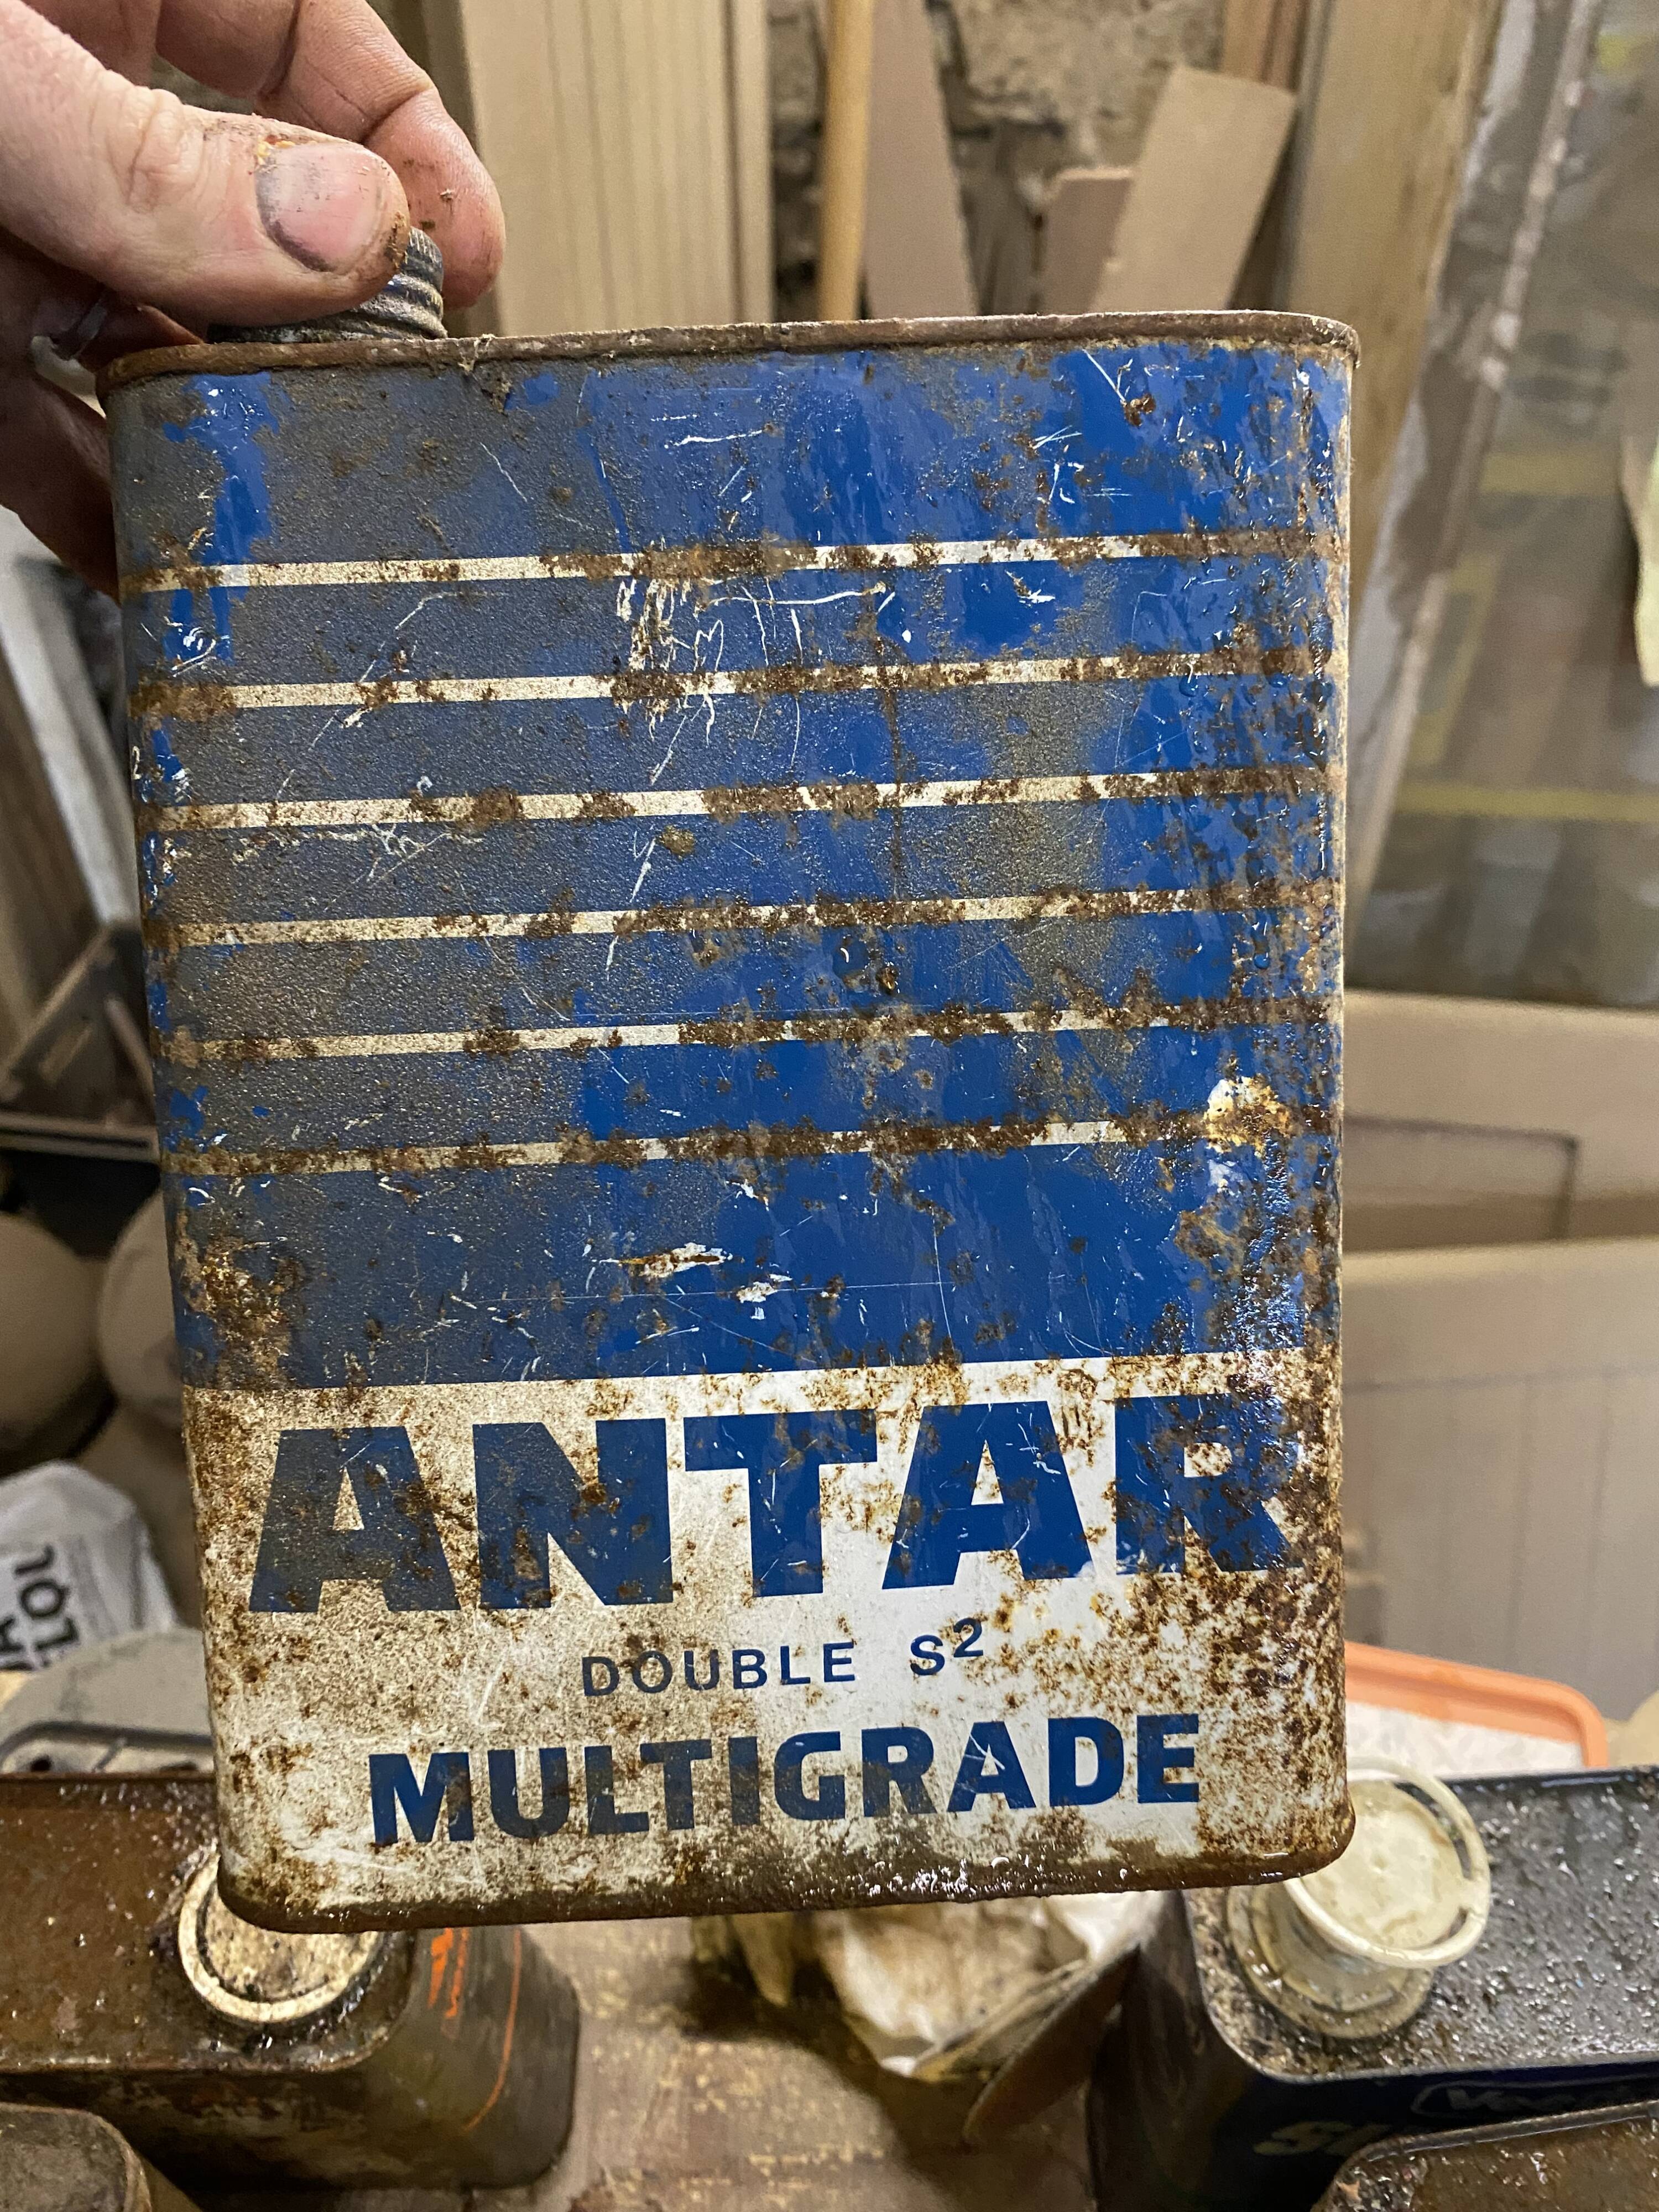 ANTAR
DOUBLE S²
MULTIGRADE